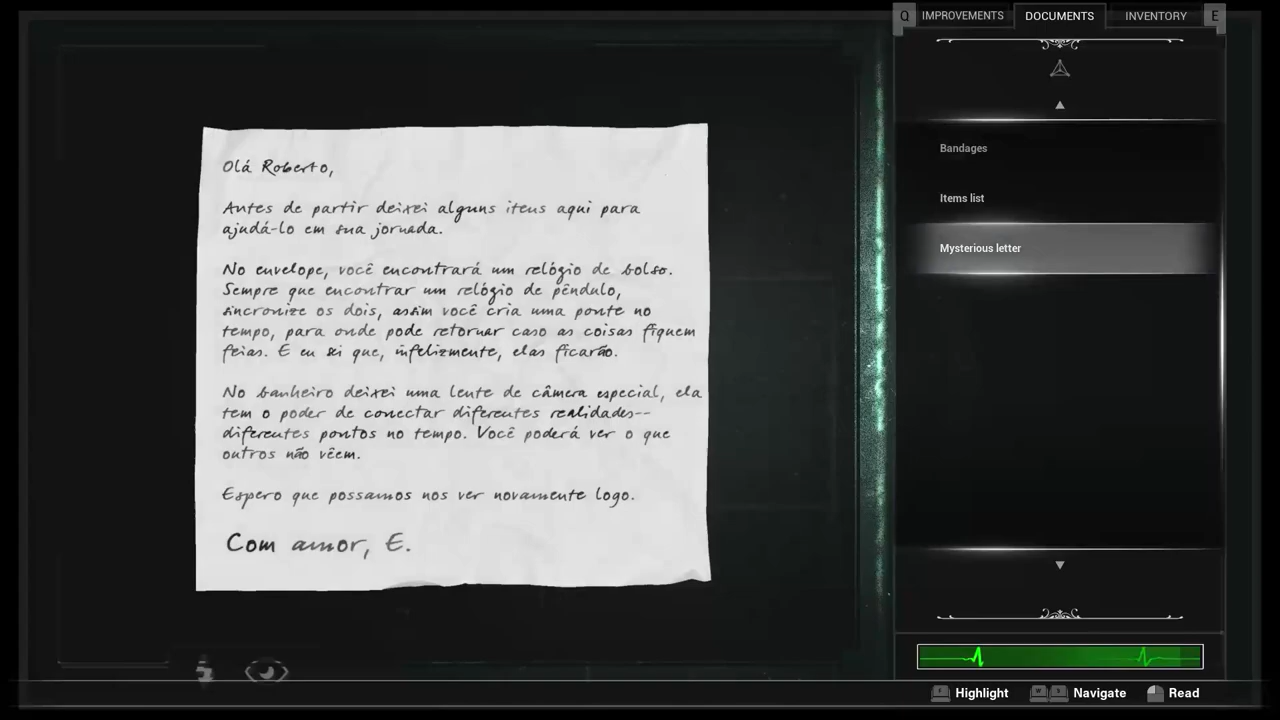 Q
IMPROVEMENTS
DOCUMENTS
INVENTORY
E
Olá Roberto,
Antes de partir deixei alguns itens aqui para
ajudá-lo em sua jornada.
No envelope, você encontrará um relógio de bolso.
Sempre que encontrar um relógio de pêndulo,
sincronize os dois, assim você cria uma ponte no
tempo, para onde pode retornar caso as coisas fiquem
feias. E eu sei que, infelizmente, elas ficarão.
No banheiro deixei uma lente de câmera especial, ela
tem o poder de conectar diferentes realidades--
diferentes pontos no tempo. Você poderá ver o que
outros não vêem.
Espero que possamos nos ver novamente logo.
Com amor, E.
Bandages
Items list
Mysterious letter
Highlight
Navigate
Read